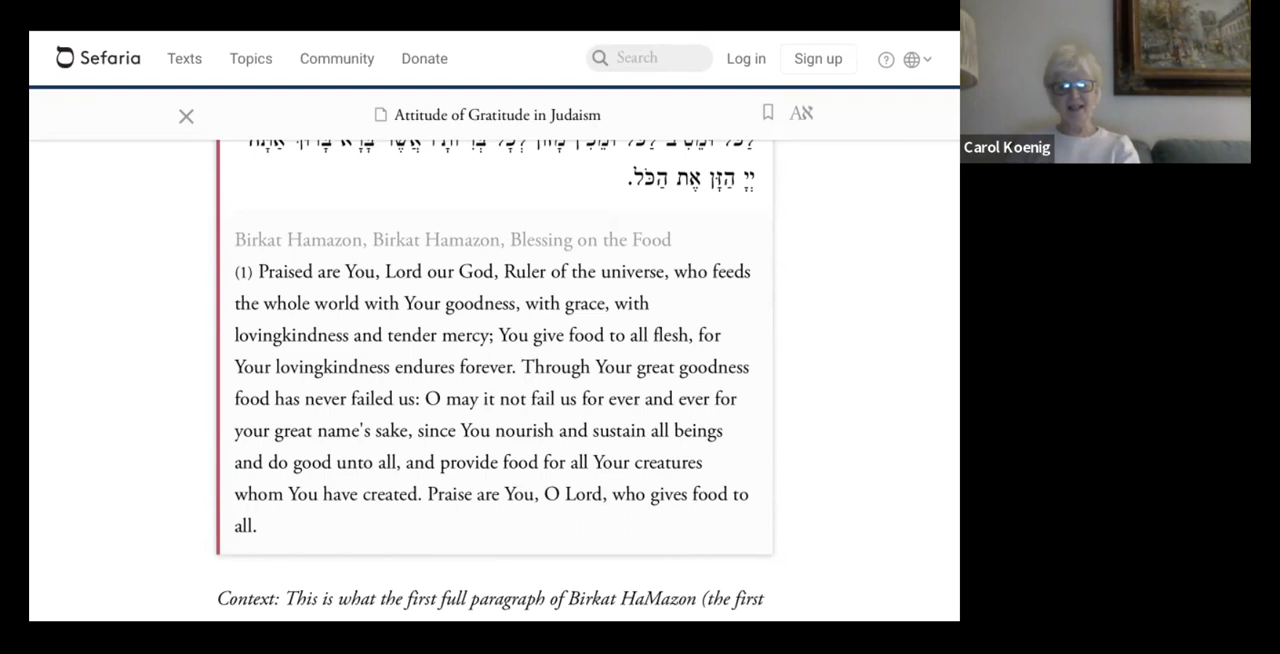 Sefaria
Texts
Topics
Community
Donate
Search
Log in
Sign up
Attitude of Gratitude in Judaism
Aא
Carol Koenig
יְיָ הַזָּן אֶת הַכֹּל.
Birkat Hamazon, Birkat Hamazon, Blessing on the Food
(1) Praised are You, Lord our God, Ruler of the universe, who feeds
the whole world with Your goodness, with grace, with
lovingkindness and tender mercy; You give food to all flesh, for
Your lovingkindness endures forever. Through Your great goodness
food has never failed us: O may it not fail us for ever and ever for
your great name's sake, since You nourish and sustain all beings
and do good unto all, and provide food for all Your creatures
whom You have created. Praise are You, O Lord, who gives food to
all.
Context: This is what the first full paragraph of Birkat HaMazon (the first